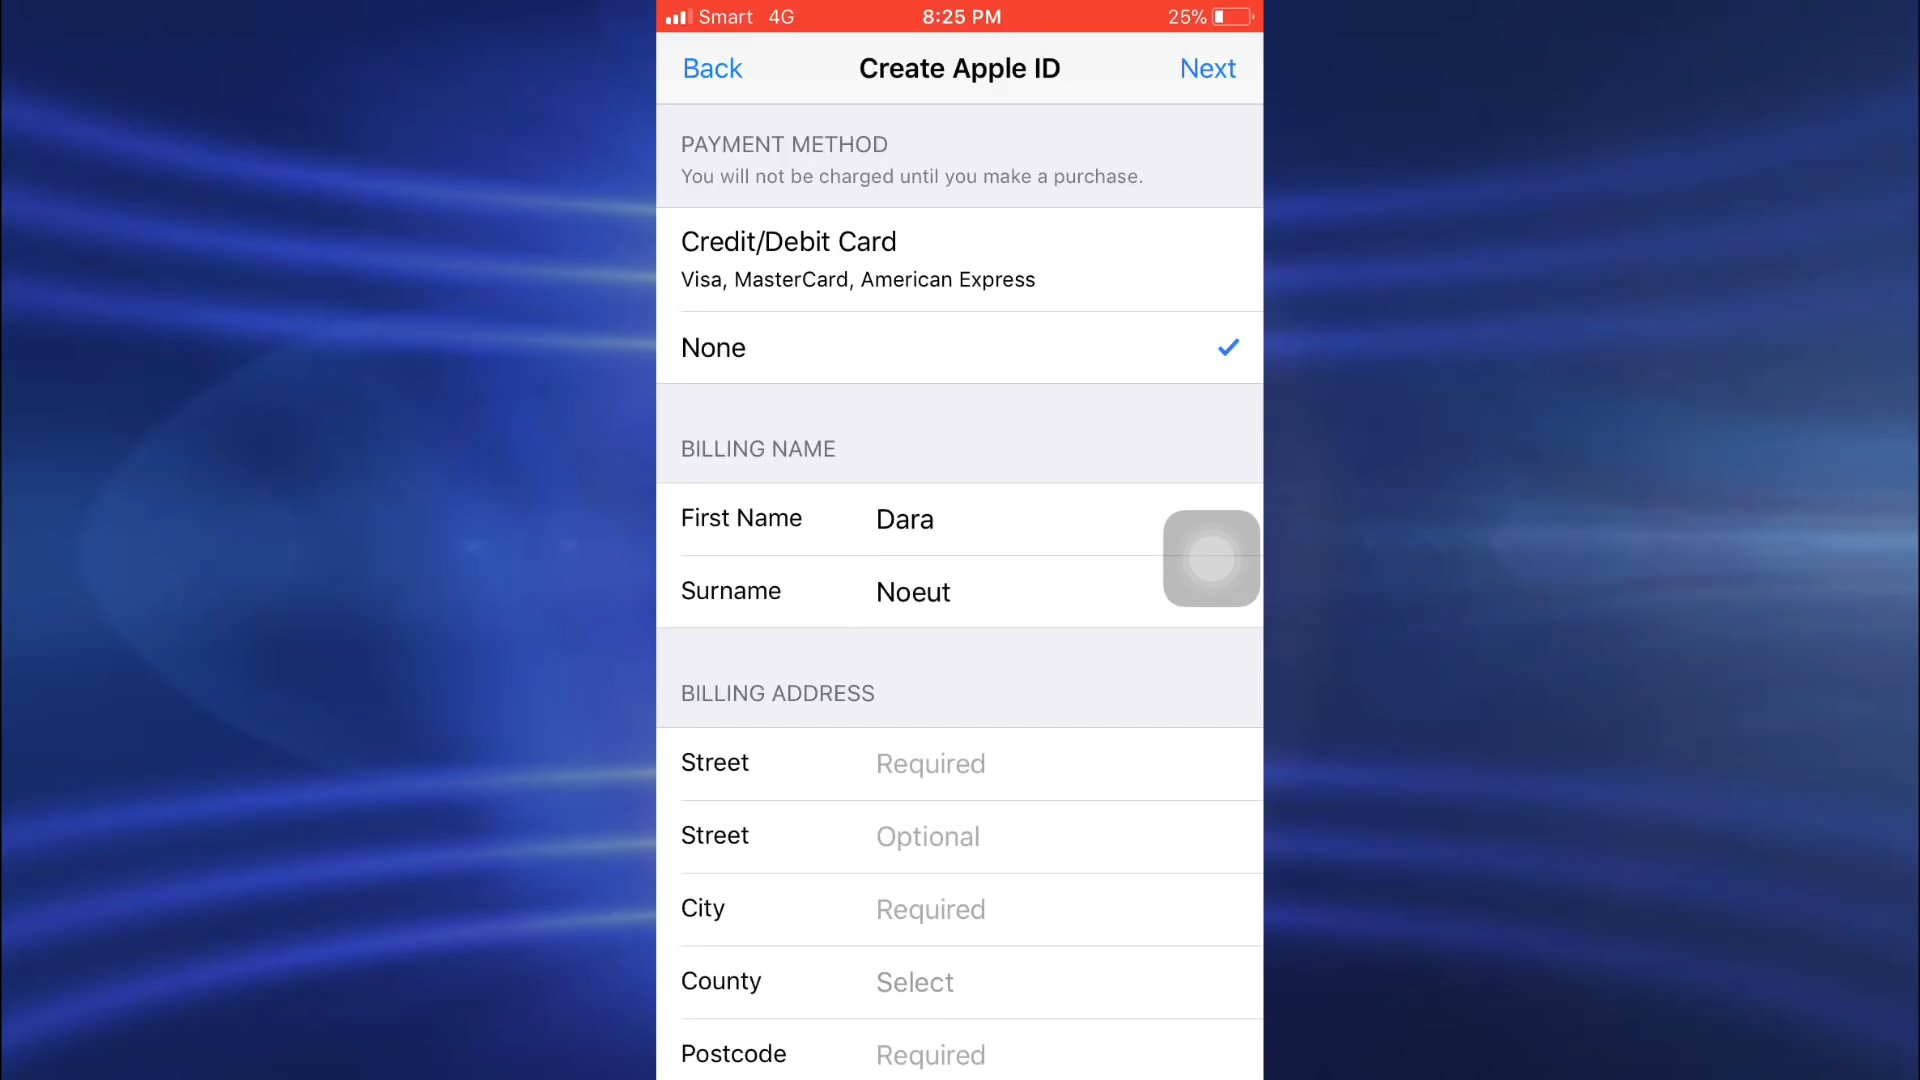 Smart 4G 8:25 PM 25%
Back Create Apple ID Next
PAYMENT METHOD
You will not be charged until you make a purchase.
Credit/Debit Card
Visa, MasterCard, American Express
None
BILLING NAME
First Name Dara
Surname Noeut
BILLING ADDRESS
Street Required
Street Optional
City Required
County Select
Postcode Required